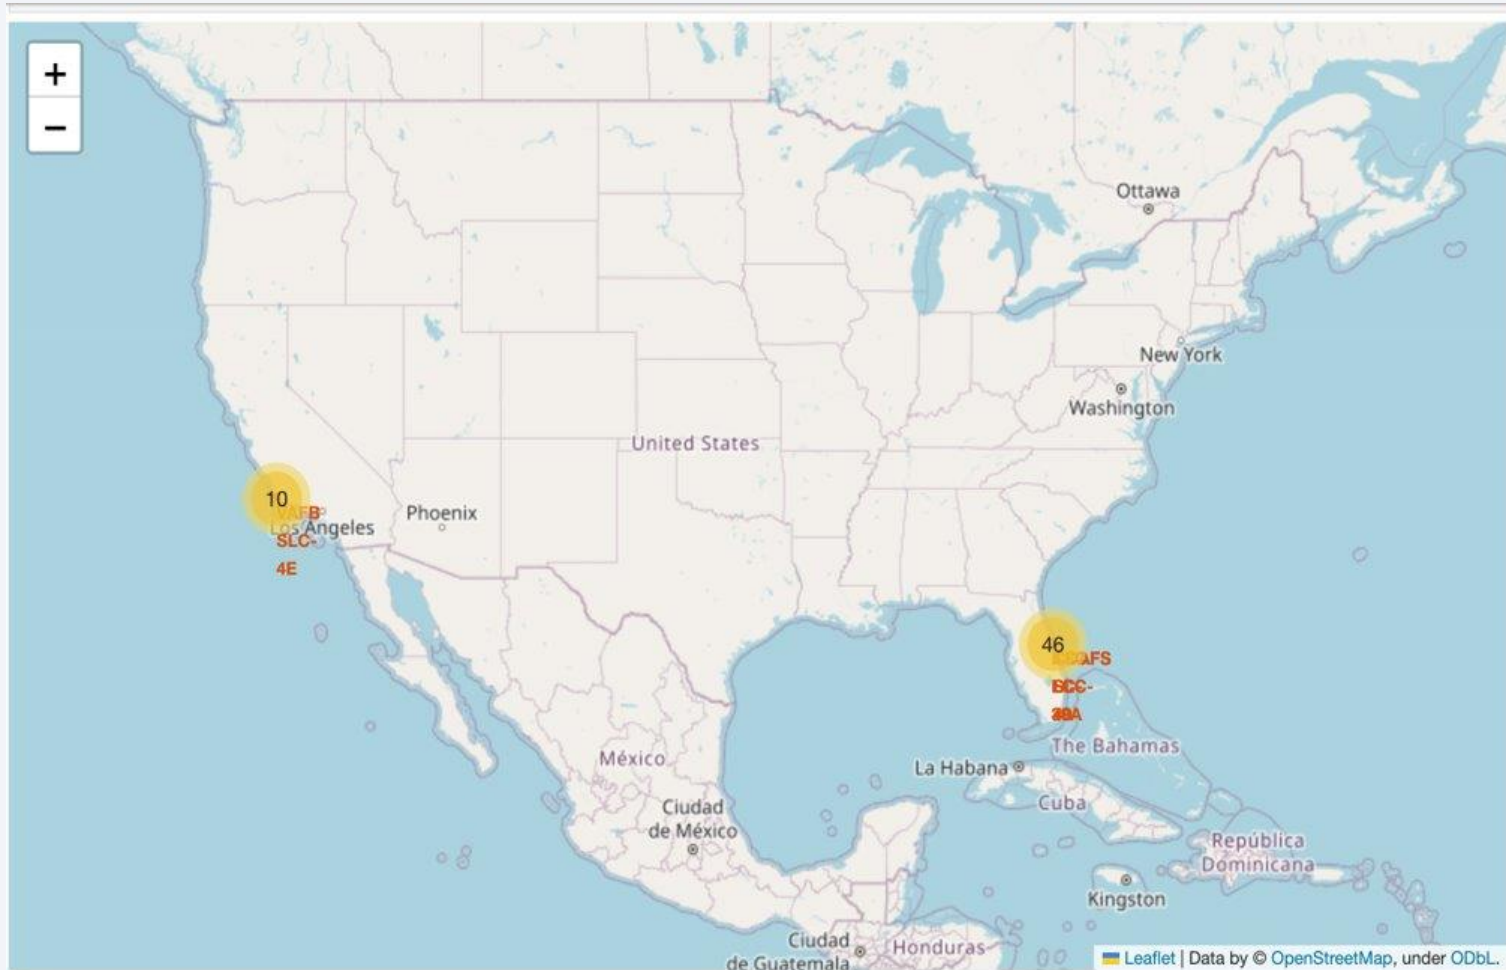 +
−
Ottawa
New York
Washington
United States
10
VAFB
Los Angeles
SLC-
4E
Phoenix
46
The Bahamas
México
La Habana
Cuba
Ciudad
de México
República
Dominicana
Kingston
Ciudad
de Guatemala
Honduras
Leaflet | Data by © OpenStreetMap, under ODbL.